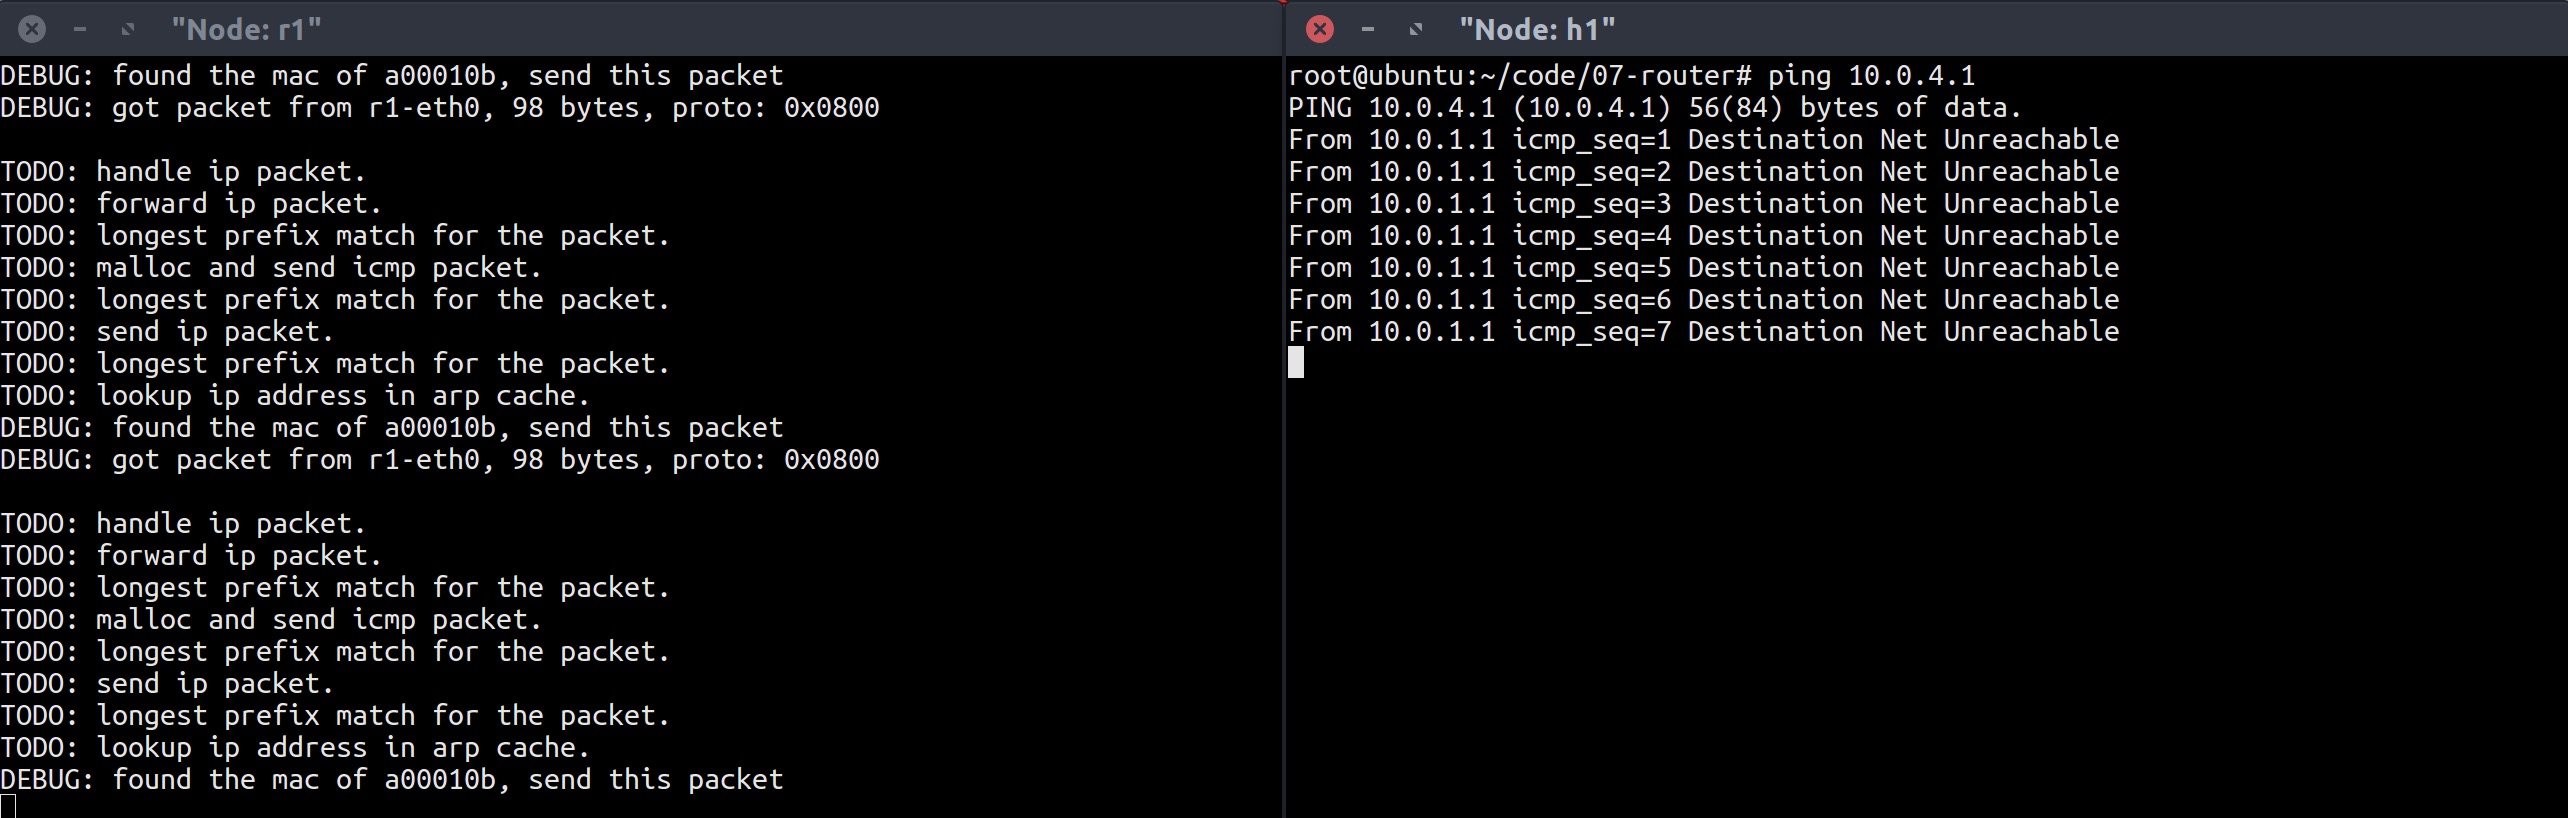 "Node: r1"
DEBUG: found the mac of a00010b, send this packet
DEBUG: got packet from r1-eth0, 98 bytes, proto: 0x0800
TODO: handle ip packet.
TODO: forward ip packet.
TODO: longest prefix match for the packet.
TODO: malloc and send icmp packet.
TODO: longest prefix match for the packet.
TODO: send ip packet.
TODO: longest prefix match for the packet.
TODO: lookup ip address in arp cache.
DEBUG: found the mac of a00010b, send this packet
DEBUG: got packet from r1-eth0, 98 bytes, proto: 0x0800
TODO: handle ip packet.
TODO: forward ip packet.
TODO: longest prefix match for the packet.
TODO: malloc and send icmp packet.
TODO: longest prefix match for the packet.
TODO: send ip packet.
TODO: longest prefix match for the packet.
TODO: lookup ip address in arp cache.
DEBUG: found the mac of a00010b, send this packet
"Node: h1"
root@ubuntu:~/code/07-router# ping 10.0.4.1
PING 10.0.4.1 (10.0.4.1) 56(84) bytes of data.
From 10.0.1.1 icmp_seq=1 Destination Net Unreachable
From 10.0.1.1 icmp_seq=2 Destination Net Unreachable
From 10.0.1.1 icmp_seq=3 Destination Net Unreachable
From 10.0.1.1 icmp_seq=4 Destination Net Unreachable
From 10.0.1.1 icmp_seq=5 Destination Net Unreachable
From 10.0.1.1 icmp_seq=6 Destination Net Unreachable
From 10.0.1.1 icmp_seq=7 Destination Net Unreachable